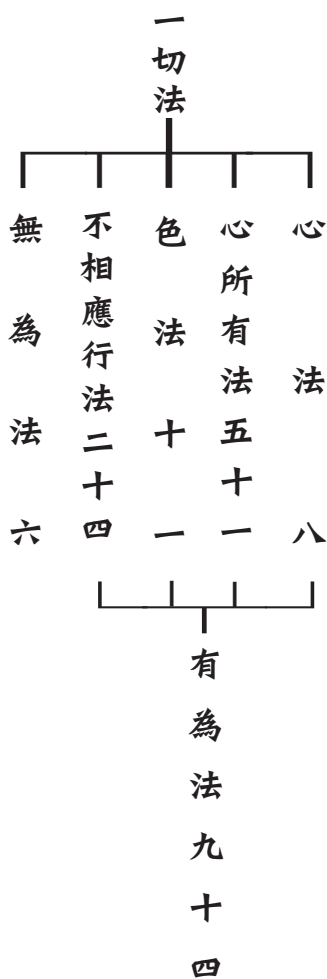 一切法
心法八
心所有法五十一
色法十一
不相應行法二十四
無為法六
有為法九十四